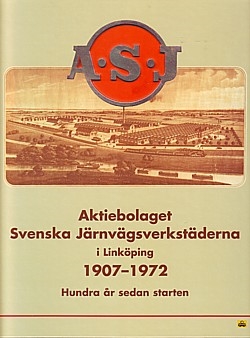 A·S·J
Aktiebolaget
Svenska Järnvägsverkstäderna
i Linköping
1907–1972
Hundra år sedan starten